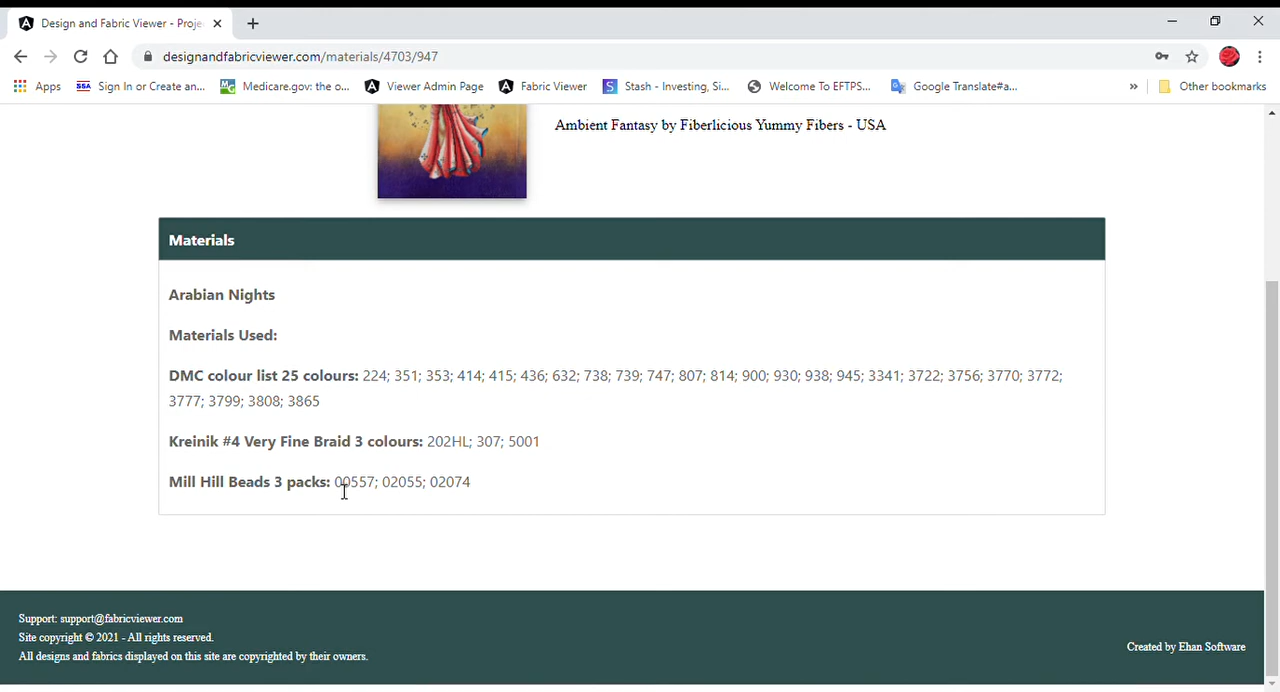 Design and Fabric Viewer - Proje
designandfabricviewer.com/materials/4703/947
Apps
SSA Sign In or Create an...
Medicare.gov: the o...
Viewer Admin Page
Fabric Viewer
S Stash - Investing, Si...
Welcome To EFTPS...
Google Translate#a...
» Other bookmarks
Ambient Fantasy by Fiberlicious Yummy Fibers - USA
Materials
Arabian Nights
Materials Used:
DMC colour list 25 colours: 224; 351; 353; 414; 415; 436; 632; 738; 739; 747; 807; 814; 900; 930; 938; 945; 3341; 3722; 3756; 3770; 3772;
3777; 3799; 3808; 3865
Kreinik #4 Very Fine Braid 3 colours: 202HL; 307; 5001
Mill Hill Beads 3 packs: 00557; 02055; 02074
Support: support@fabricviewer.com
Site copyright © 2021 - All rights reserved.
All designs and fabrics displayed on this site are copyrighted by their owners.
Created by Ehan Software